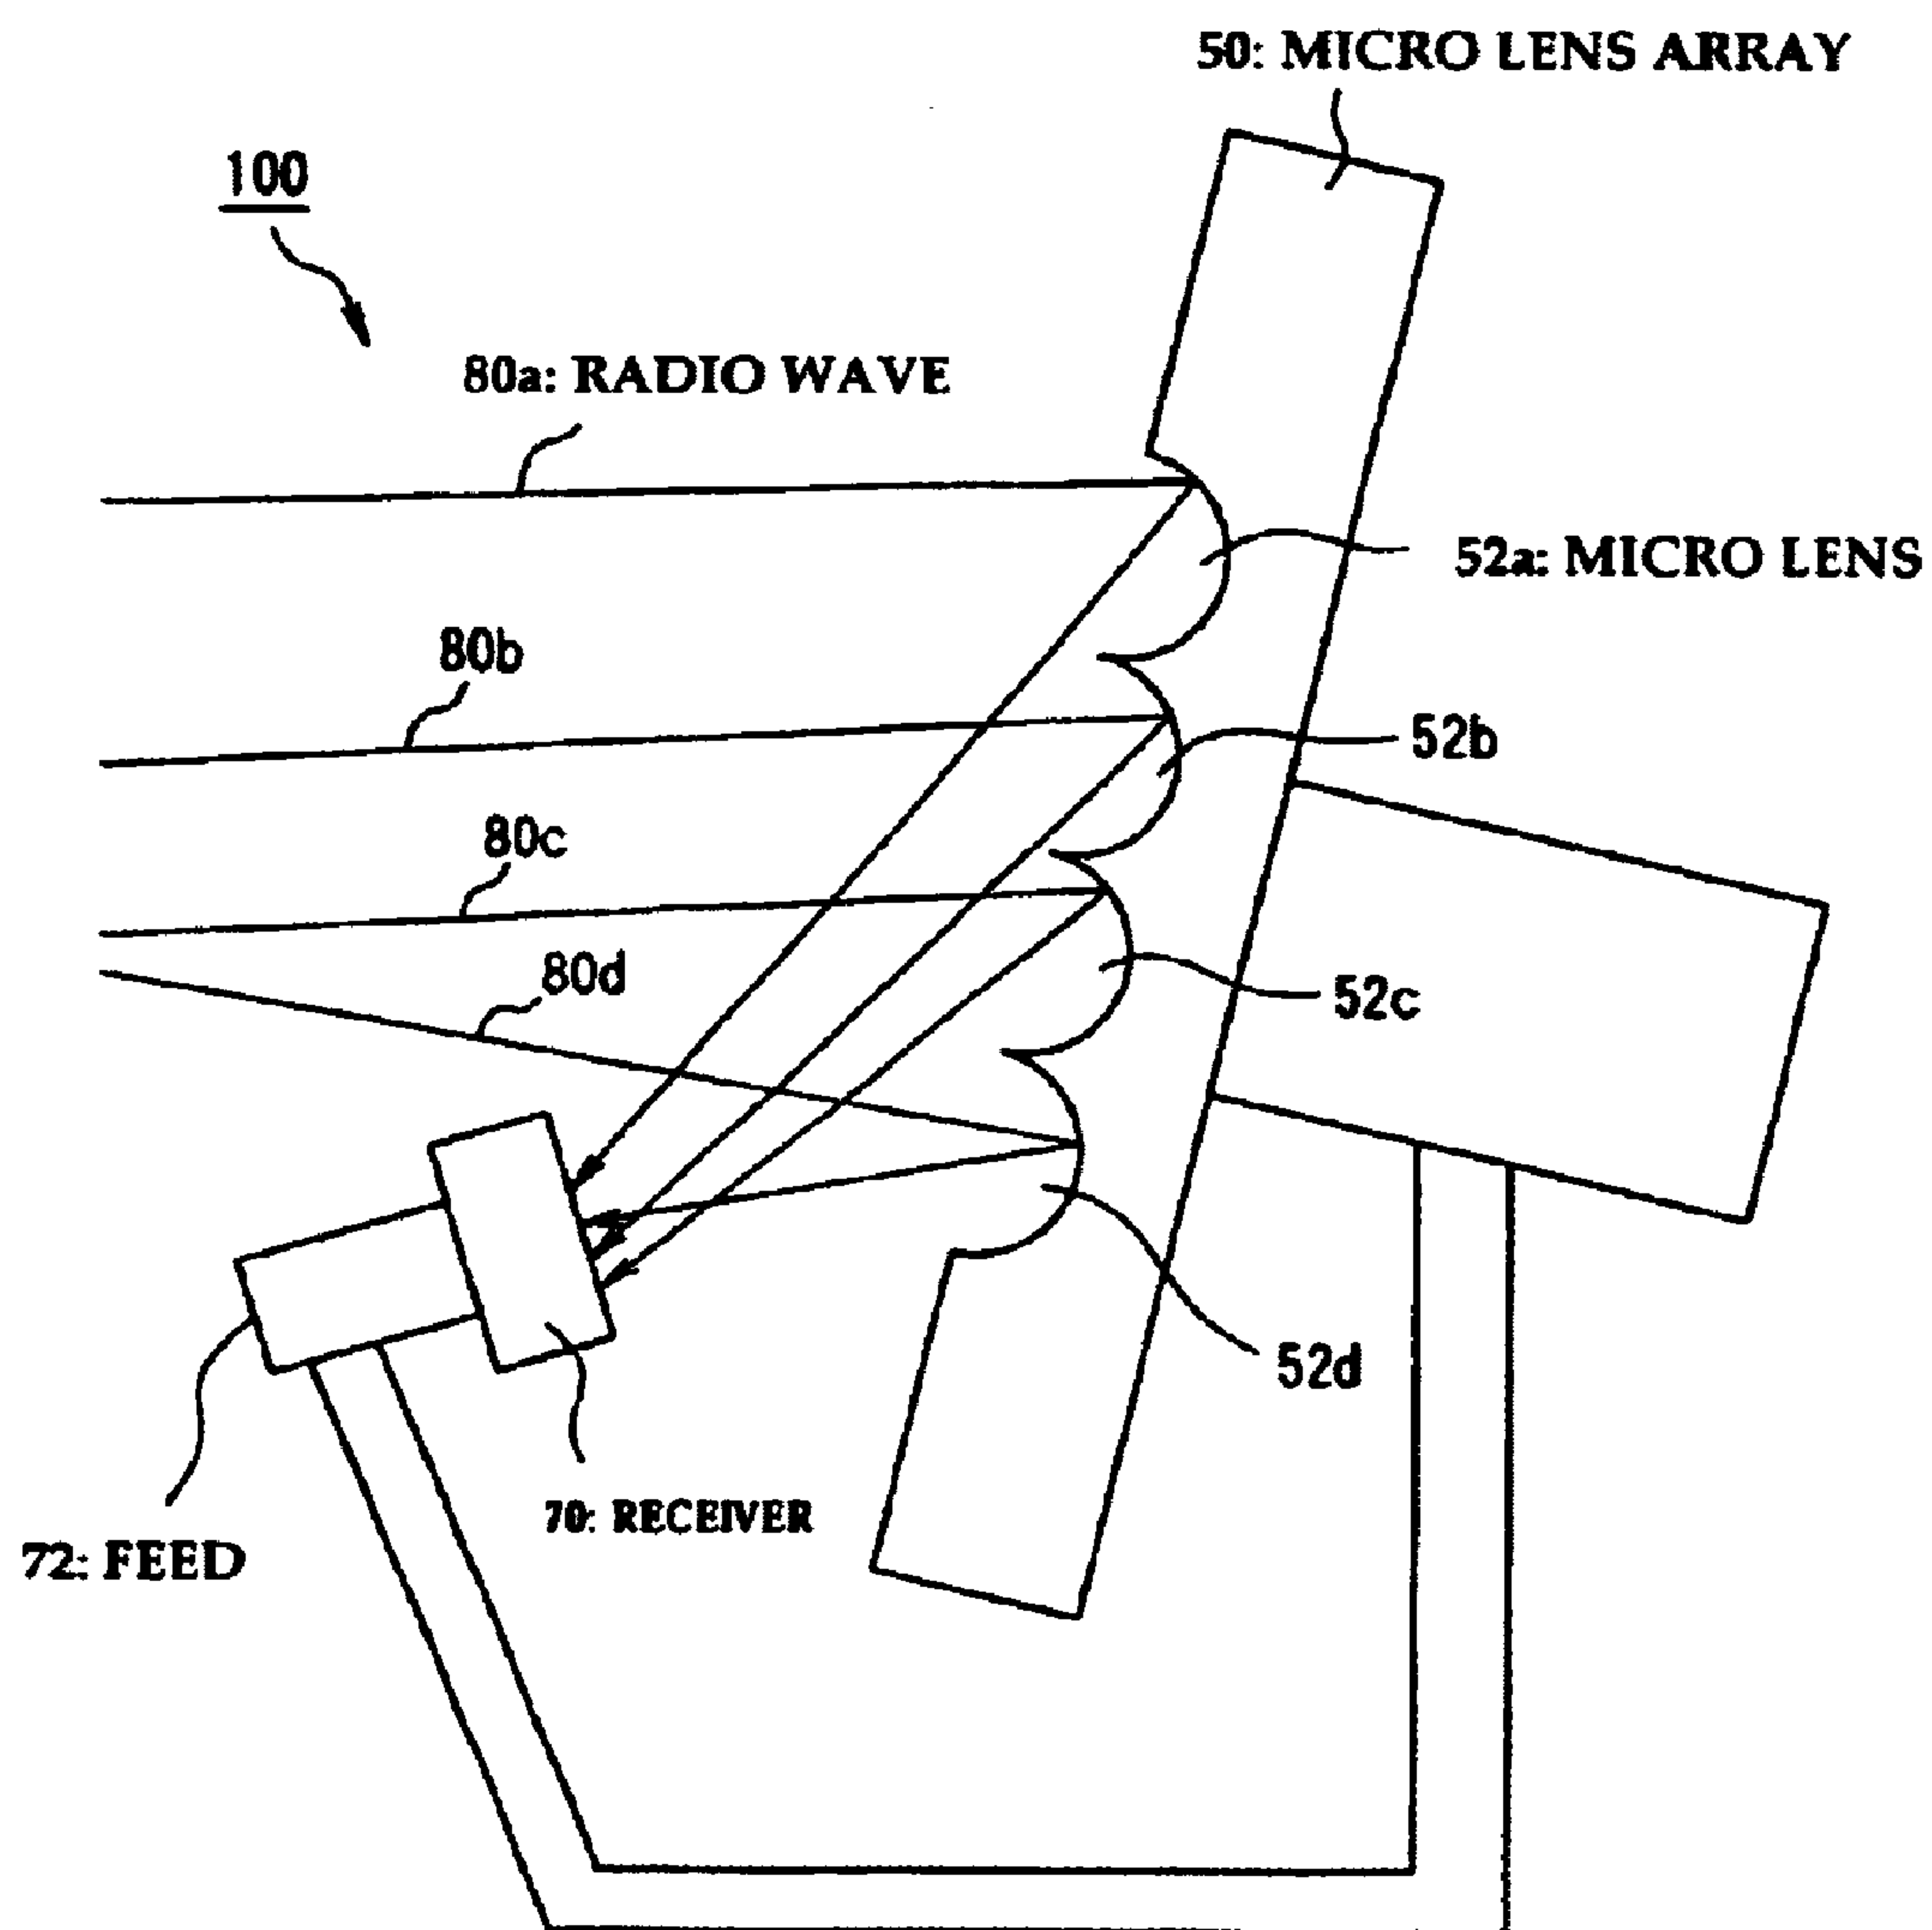 50: MICRO LENS ARRAY
100
80a: RADIO WAVE
52a: MICRO LENS
80b
52b
80c
80d
52c
52d
70: RECEIVER
72: FEED